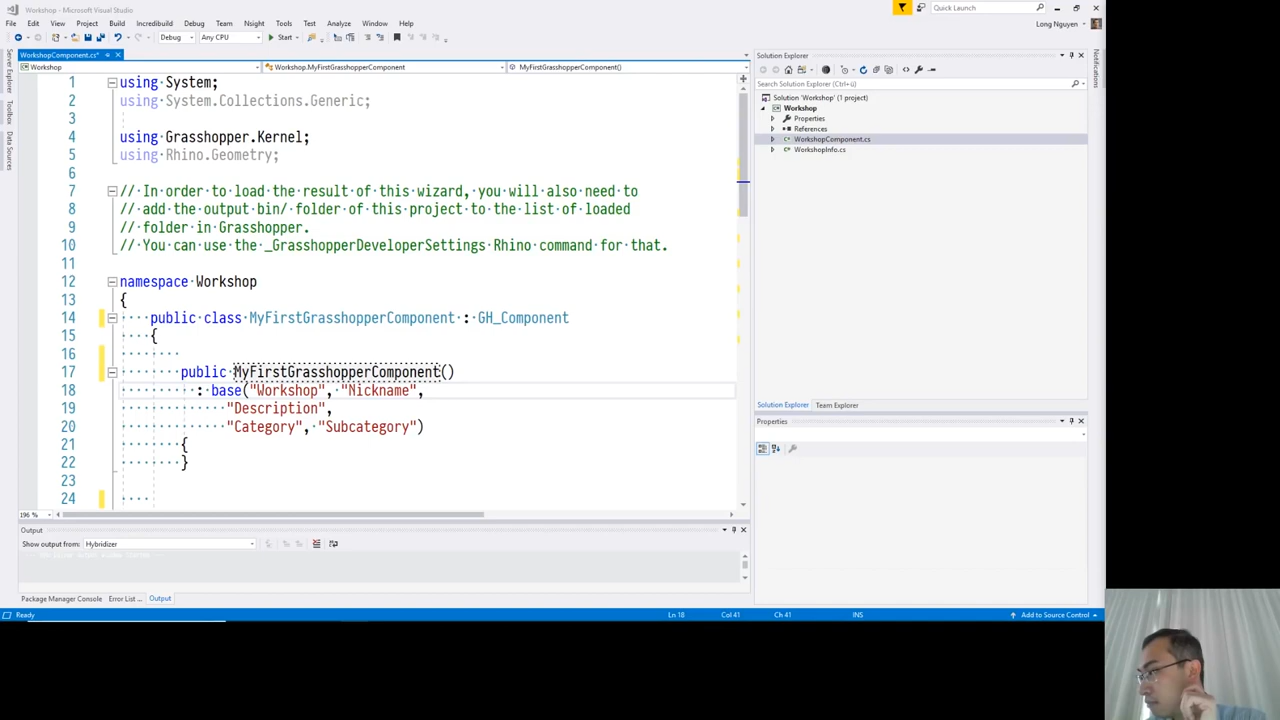 Workshop - Microsoft Visual Studio
Quick Launch
File Edit View Project Build Incredibuild Debug Team Nsight Tools Test Analyze Window Help
Long Nguyen
Debug Any CPU Start
WorkshopComponent.cs*
Workshop Workshop.MyFirstGrasshopperComponent MyFirstGrasshopperComponent()
Server Explorer
Toolbox
Data Sources
1 using System;
2 using System.Collections.Generic;
3
4 using Grasshopper.Kernel;
5 using Rhino.Geometry;
6
7 // In order to load the result of this wizard, you will also need to
8 // add the output bin/ folder of this project to the list of loaded
9 // folder in Grasshopper.
10 // You can use the _GrasshopperDeveloperSettings Rhino command for that.
11
12 namespace Workshop
13 {
14 public class MyFirstGrasshopperComponent : GH_Component
15 {
16
17 public MyFirstGrasshopperComponent()
18 : base("Workshop", "Nickname",
19 "Description",
20 "Category", "Subcategory")
21 {
22 }
23
24
196 %
Output
Show output from: Hybridizer
Package Manager Console Error List ... Output
Solution Explorer
Search Solution Explorer (Ctrl+ü)
Solution 'Workshop' (1 project)
Workshop
Properties
References
WorkshopComponent.cs
WorkshopInfo.cs
Solution Explorer Team Explorer
Properties
Notifications
Ready Ln 18 Col 41 Ch 41 INS Add to Source Control